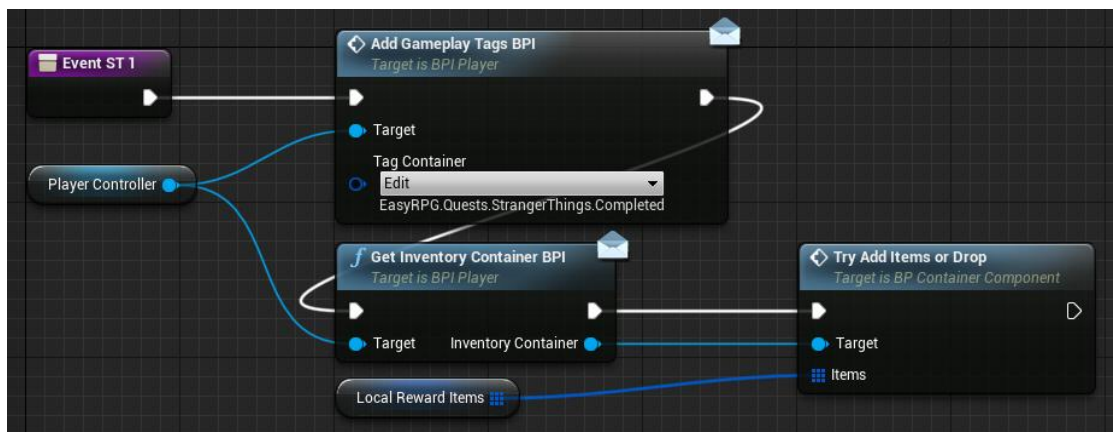 Event ST 1
Add Gameplay Tags BPI
Target is BPI Player
Target
Tag Container
Edit
EasyRPG.Quests.StrangerThings.Completed
Player Controller
f Get Inventory Container BPI
Target is BPI Player
Target Inventory Container
Try Add Items or Drop
Target is BP Container Component
Target
Items
Local Reward Items